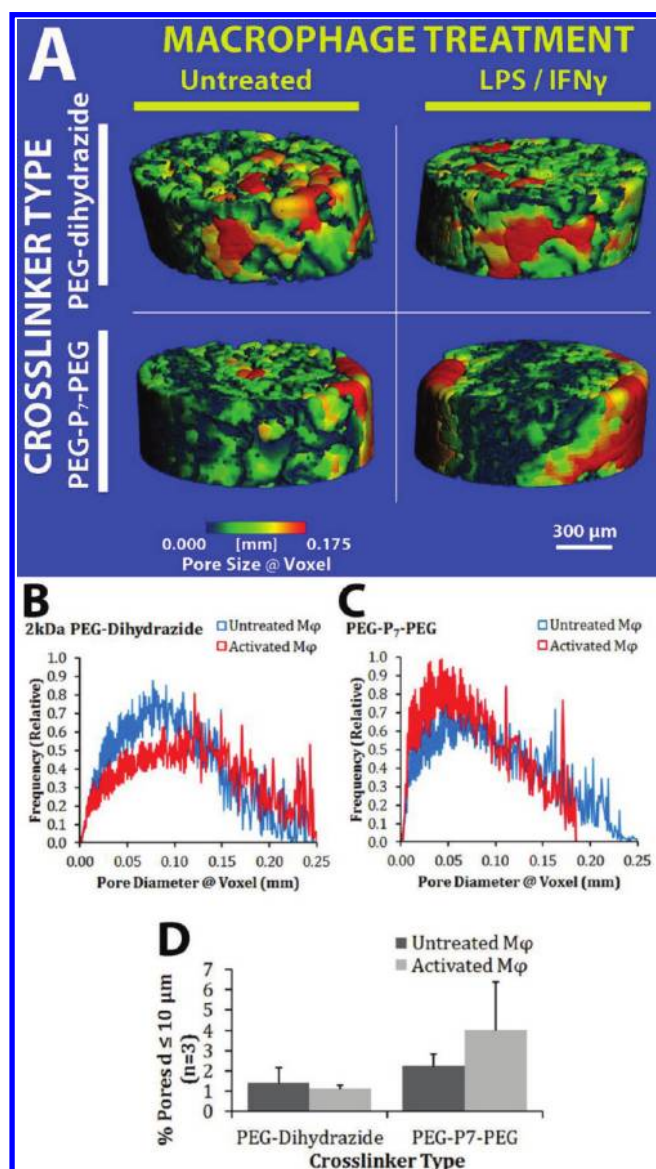 A
MACROPHAGE TREATMENT
Untreated
LPS / IFNγ
CROSSLINKER TYPE
PEG-dihydrazide
PEG-P₇-PEG
0.000 [mm] 0.175
Pore Size @ Voxel
300 µm
B
2kDa PEG-Dihydrazide
Untreated Mφ
Activated Mφ
Frequency (Relative)
1.0
0.9
0.8
0.7
0.6
0.5
0.4
0.3
0.2
0.1
0.0
0.00 0.05 0.10 0.15 0.20 0.25
Pore Diameter @ Voxel (mm)
C
PEG-P₇-PEG
Untreated Mφ
Activated Mφ
Frequency (Relative)
1.0
0.9
0.8
0.7
0.6
0.5
0.4
0.3
0.2
0.1
0.0
0.00 0.05 0.10 0.15 0.20 0.25
Pore Diameter @ Voxel (mm)
D
Untreated Mφ
Activated Mφ
% Pores d ≤ 10 µm
(n=3)
7
6
5
4
3
2
1
0
PEG-Dihydrazide PEG-P7-PEG
Crosslinker Type